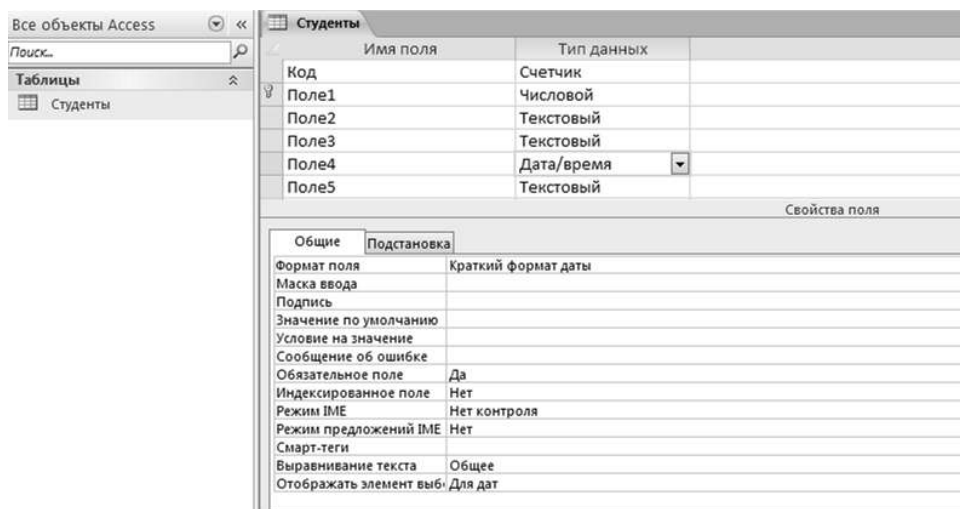 Все объекты Access
Поиск...
Таблицы
Студенты
Студенты
Имя поля Тип данных
Код Счетчик
Поле1 Числовой
Поле2 Текстовый
Поле3 Текстовый
Поле4 Дата/время
Поле5 Текстовый
Свойства поля
Общие Подстановка
Формат поля Краткий формат даты
Маска ввода
Подпись
Значение по умолчанию
Условие на значение
Сообщение об ошибке
Обязательное поле Да
Индексированное поле Нет
Режим IME Нет контроля
Режим предложений IME Нет
Смарт-теги
Выравнивание текста Общее
Отображать элемент выб Для дат